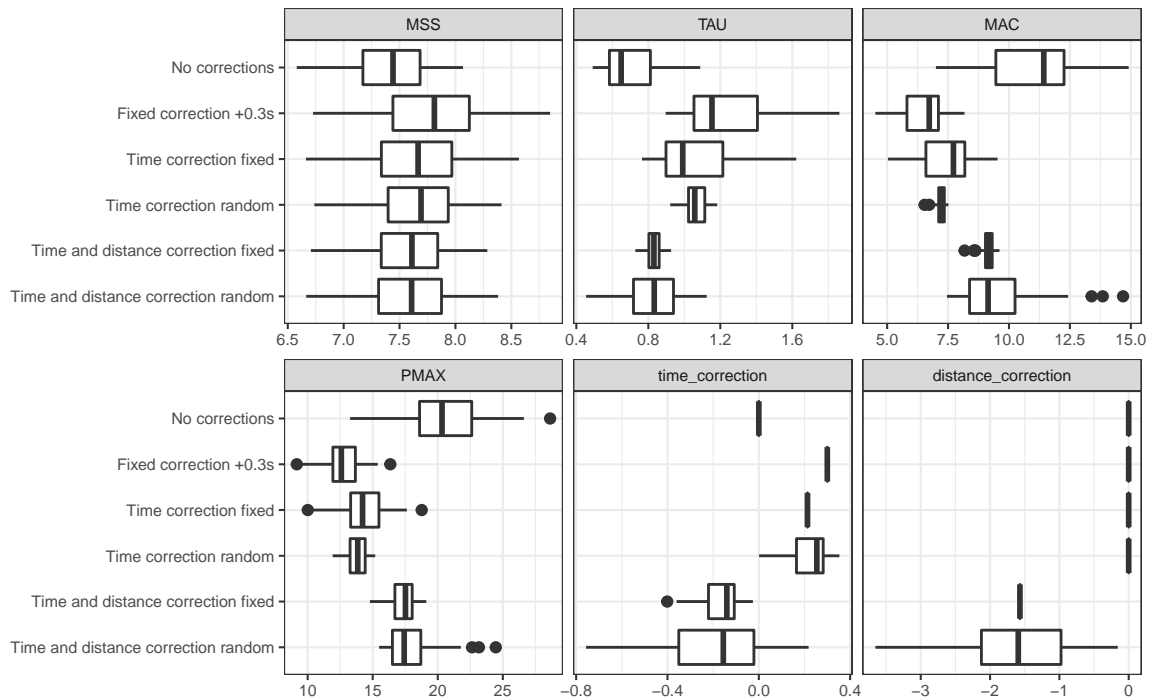 MSS TAU MAC
No corrections
Fixed correction +0.3s
Time correction fixed
Time correction random
Time and distance correction fixed
Time and distance correction random
6.5 7.0 7.5 8.0 8.5 0.4 0.8 1.2 1.6 5.0 7.5 10.0 12.5 15.0
PMAX time_correction distance_correction
No corrections
Fixed correction +0.3s
Time correction fixed
Time correction random
Time and distance correction fixed
Time and distance correction random
10 15 20 25 −0.8 −0.4 0.0 0.4 −3 −2 −1 0